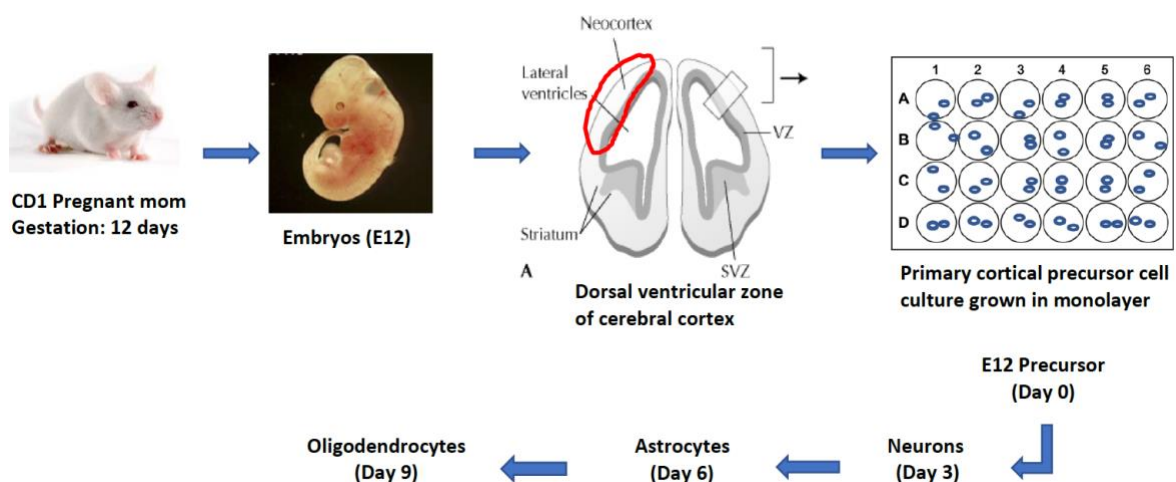 Neocortex
Lateral
ventricles
VZ
Striatum
SVZ
A
1 2 3 4 5 6
A
B
C
D
CD1 Pregnant mom
Gestation: 12 days
Embryos (E12)
Dorsal ventricular zone
of cerebral cortex
Primary cortical precursor cell
culture grown in monolayer
E12 Precursor
(Day 0)
Neurons
(Day 3)
Astrocytes
(Day 6)
Oligodendrocytes
(Day 9)